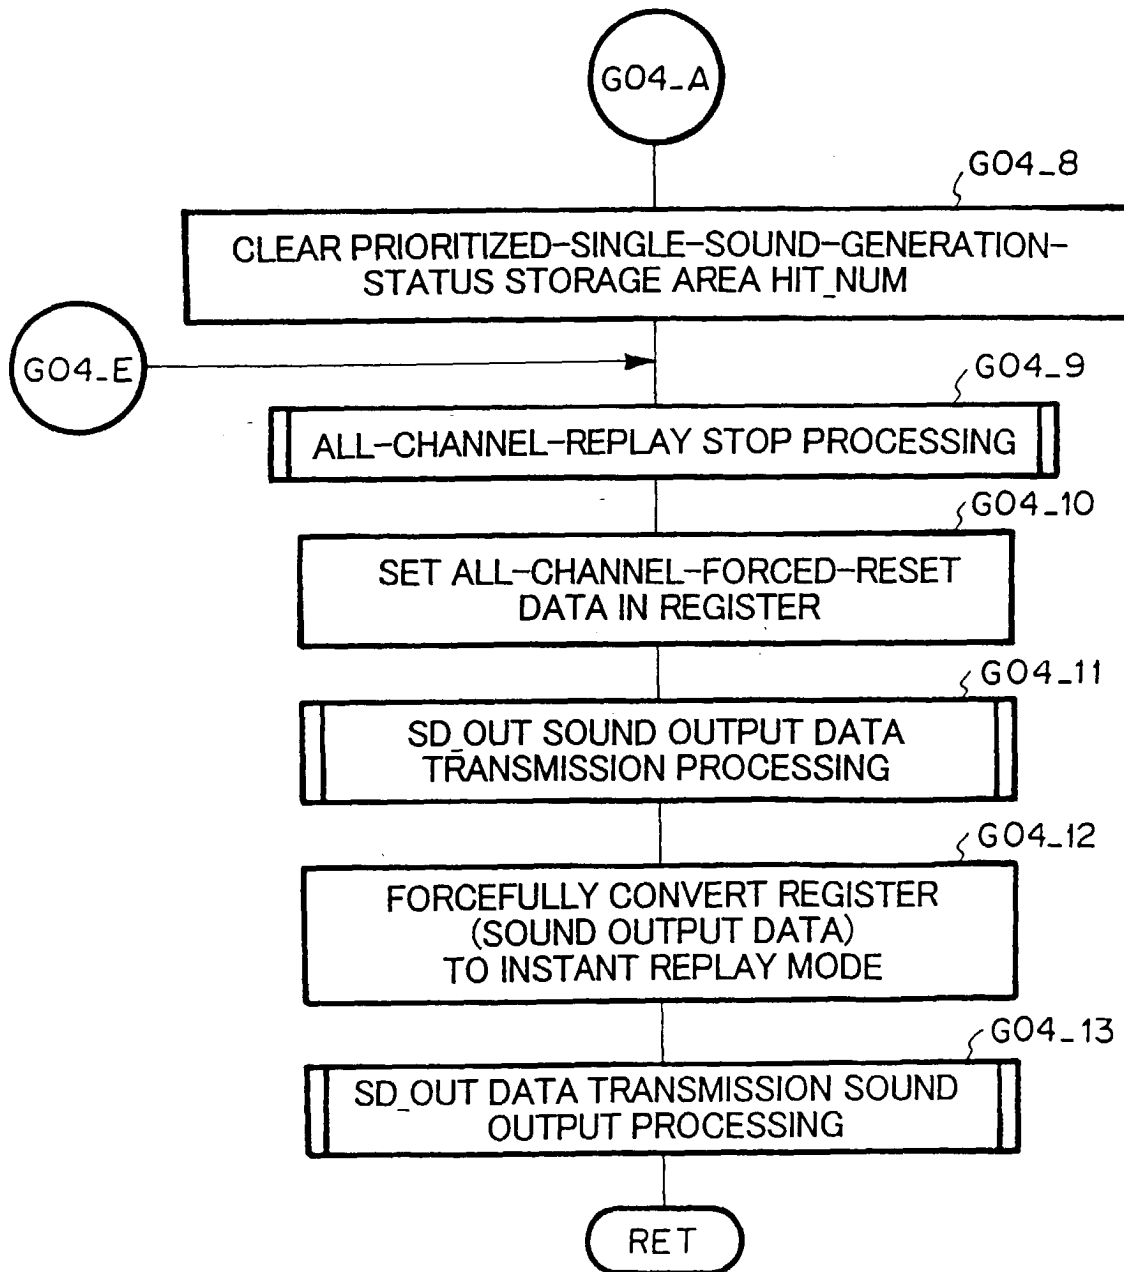 G04_A
G04_8
CLEAR PRIORITIZED-SINGLE-SOUND-GENERATION-
STATUS STORAGE AREA HIT_NUM
G04_E
G04_9
ALL-CHANNEL-REPLAY STOP PROCESSING
G04_10
SET ALL-CHANNEL-FORCED-RESET
DATA IN REGISTER
G04_11
SD_OUT SOUND OUTPUT DATA
TRANSMISSION PROCESSING
G04_12
FORCEFULLY CONVERT REGISTER
(SOUND OUTPUT DATA)
TO INSTANT REPLAY MODE
G04_13
SD_OUT DATA TRANSMISSION SOUND
OUTPUT PROCESSING
RET